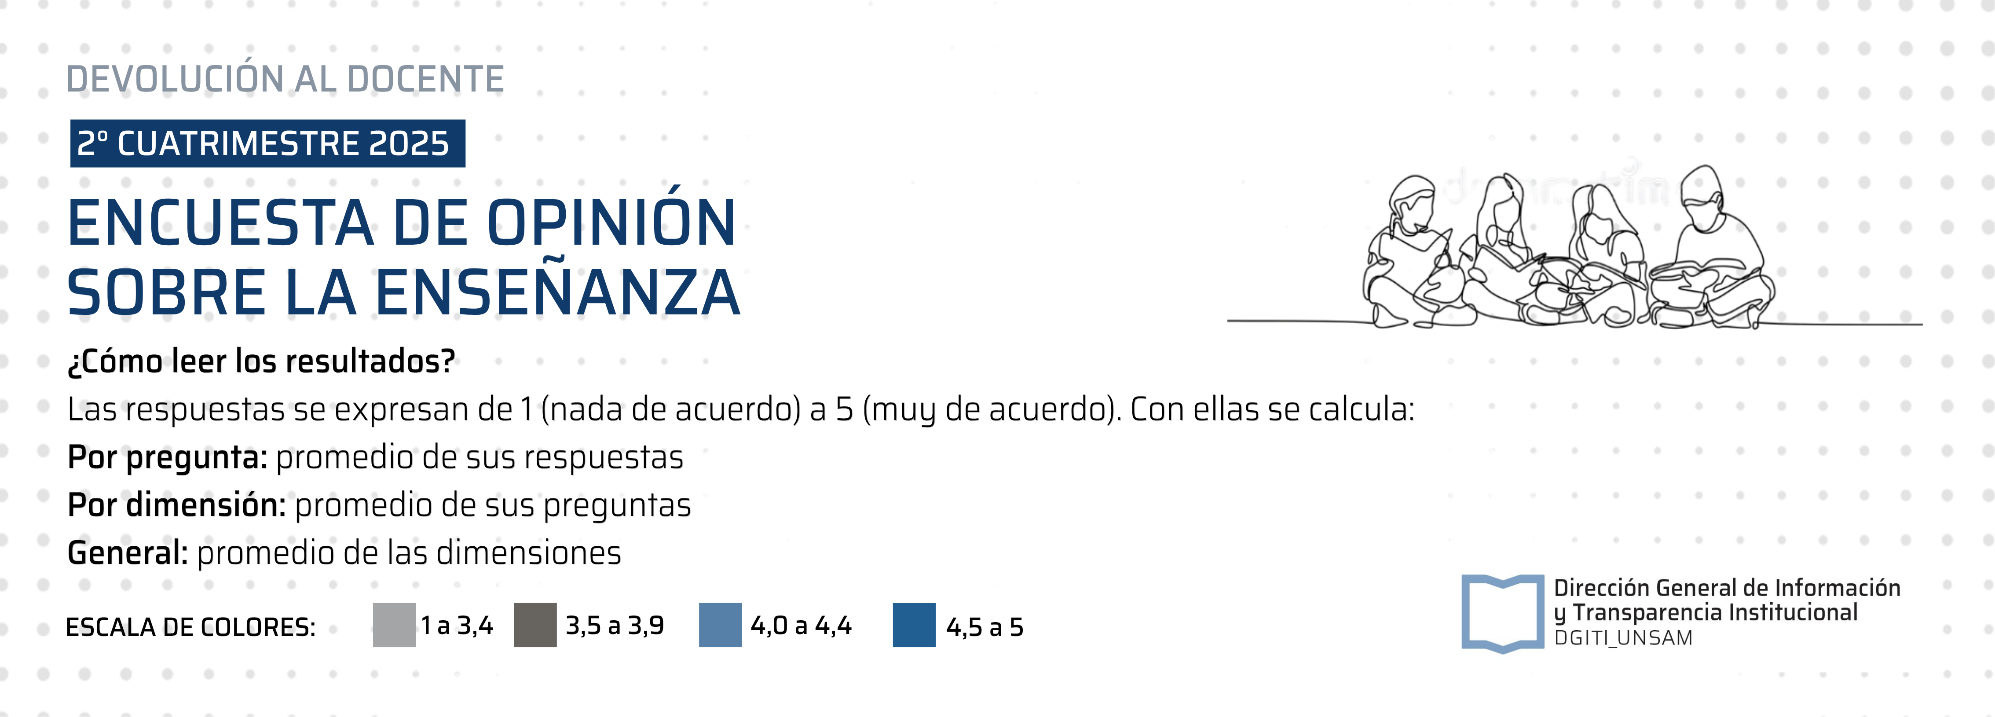 DEVOLUCIÓN AL DOCENTE
2º CUATRIMESTRE 2025
ENCUESTA DE OPINIÓN
SOBRE LA ENSEÑANZA
¿Cómo leer los resultados?
Las respuestas se expresan de 1 (nada de acuerdo) a 5 (muy de acuerdo). Con ellas se calcula:
Por pregunta: promedio de sus respuestas
Por dimensión: promedio de sus preguntas
General: promedio de las dimensiones
ESCALA DE COLORES: 1 a 3,4 3,5 a 3,9 4,0 a 4,4 4,5 a 5
Dirección General de Información
y Transparencia Institucional
DGITI_UNSAM